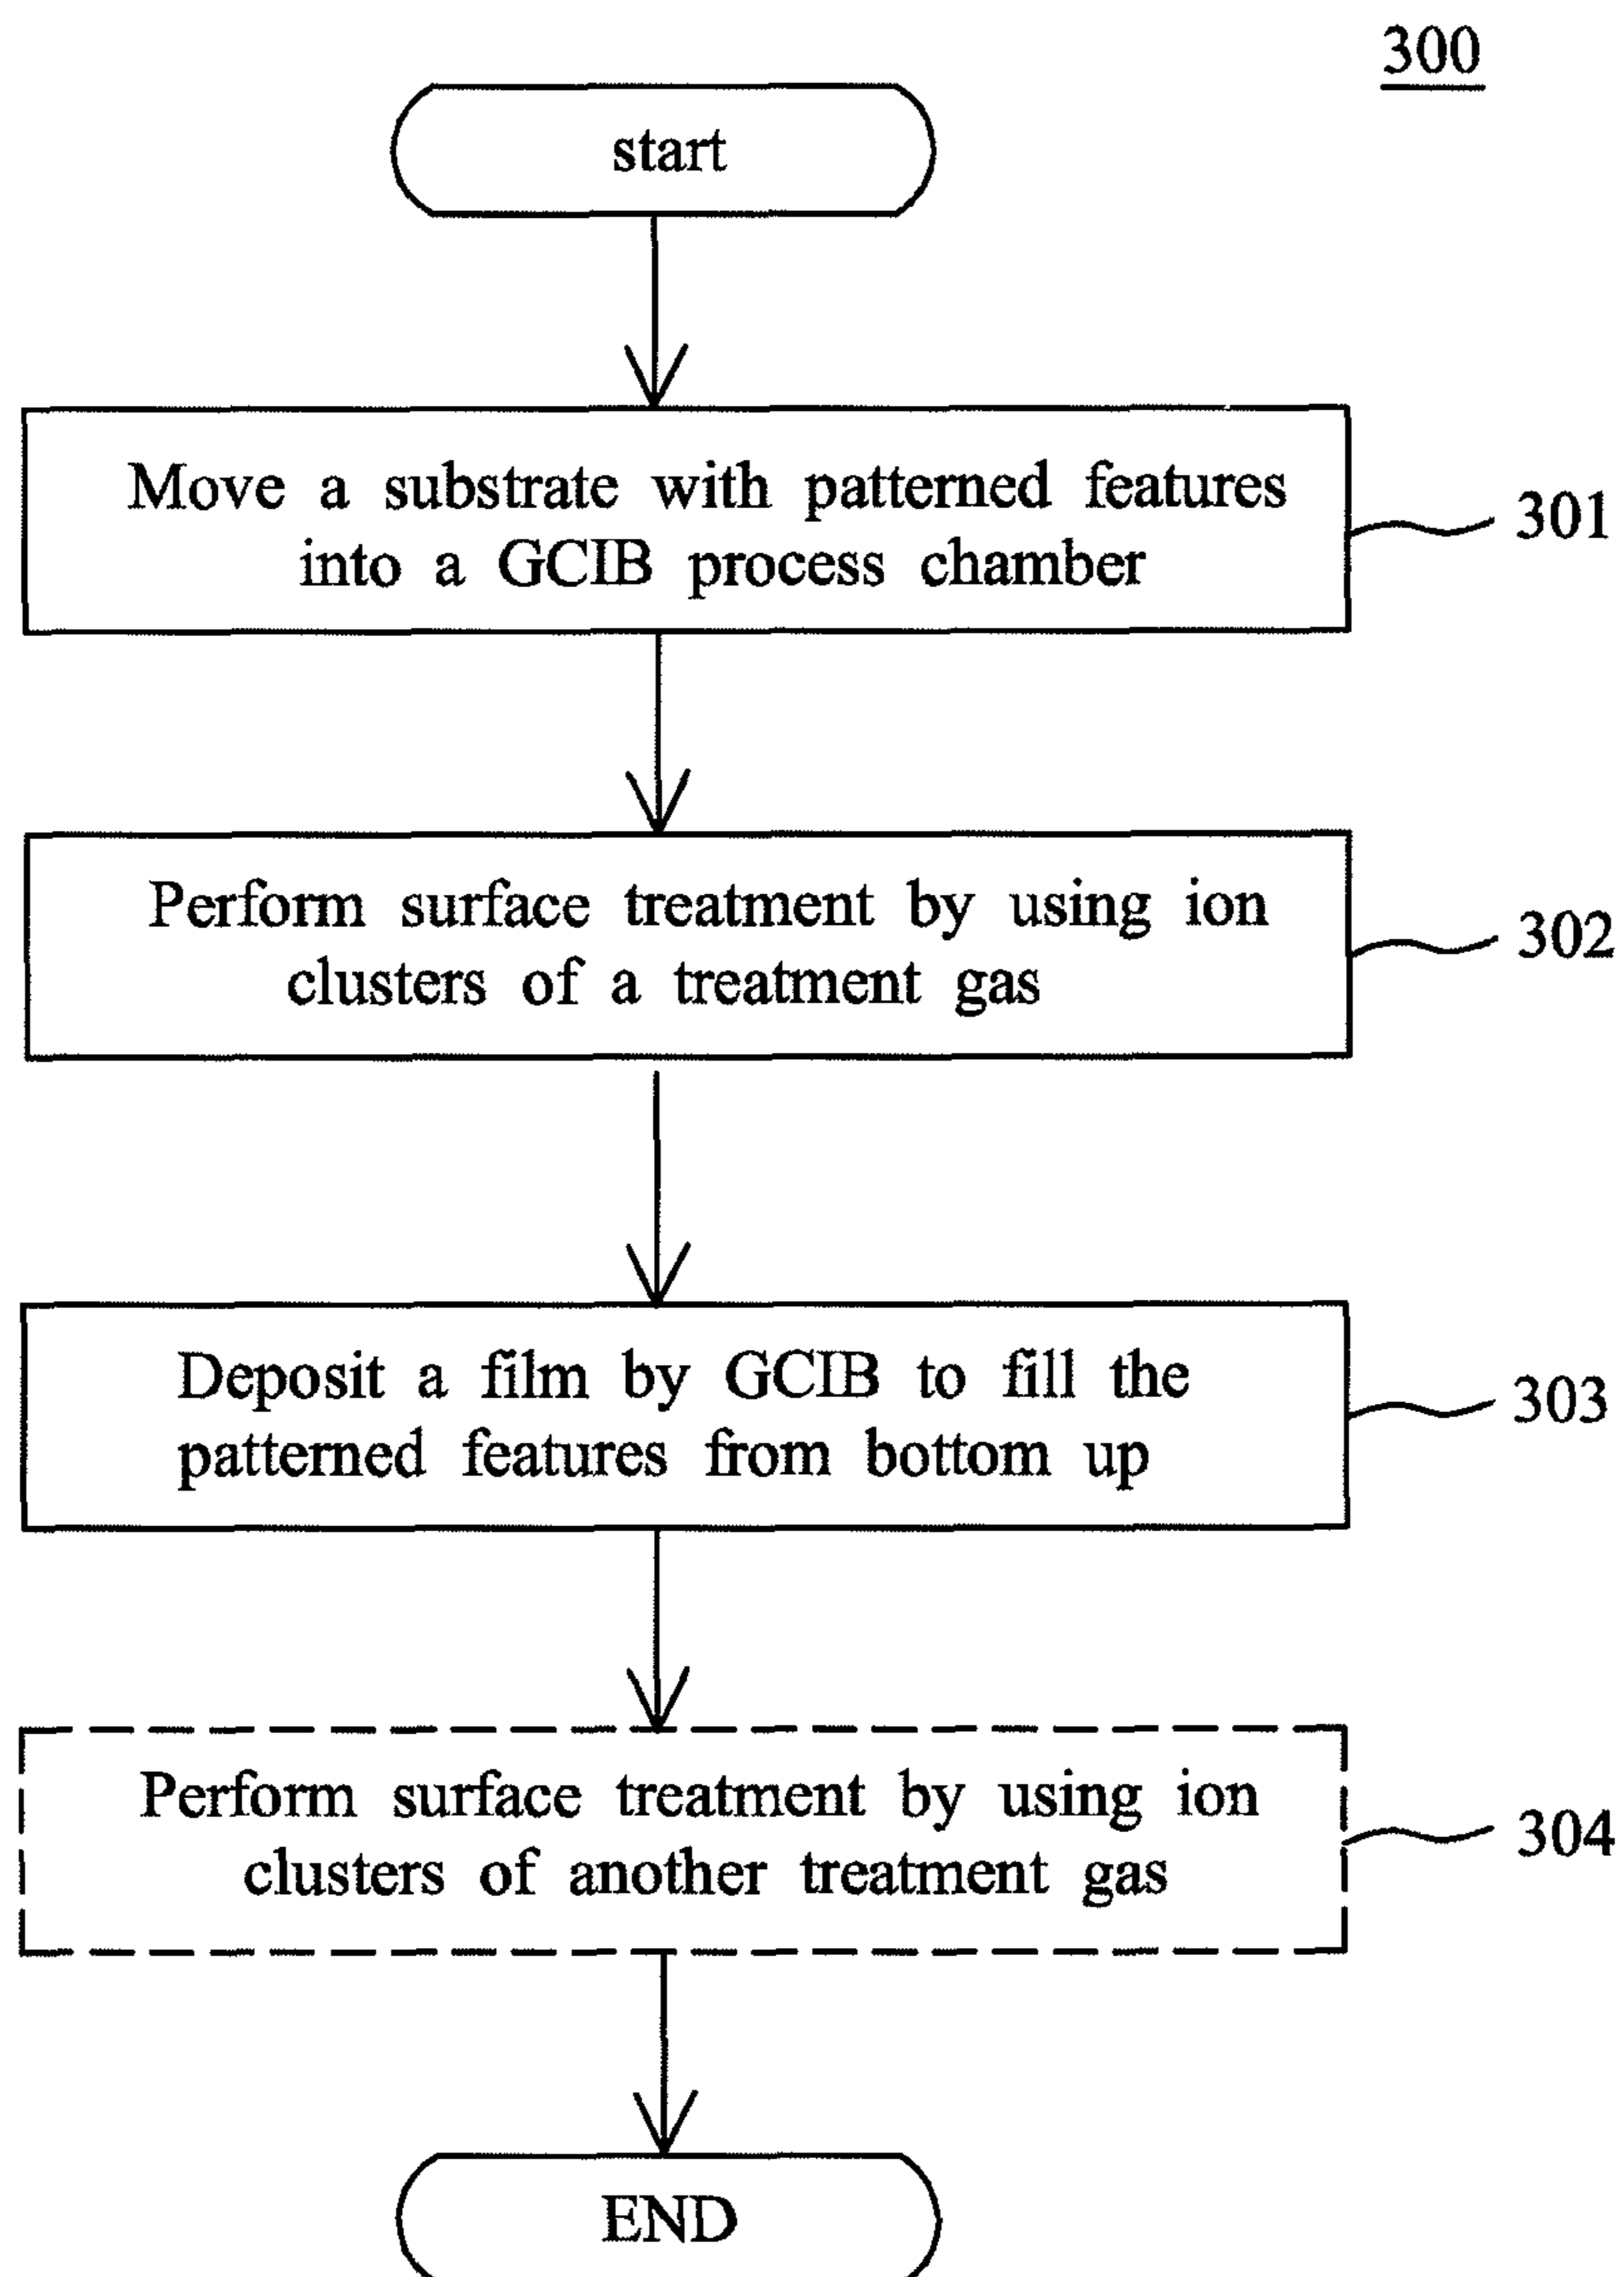 300
start
Move a substrate with patterned features
into a GCIB process chamber
301
Perform surface treatment by using ion
clusters of a treatment gas
302
Deposit a film by GCIB to fill the
patterned features from bottom up
303
Perform surface treatment by using ion
clusters of another treatment gas
304
END